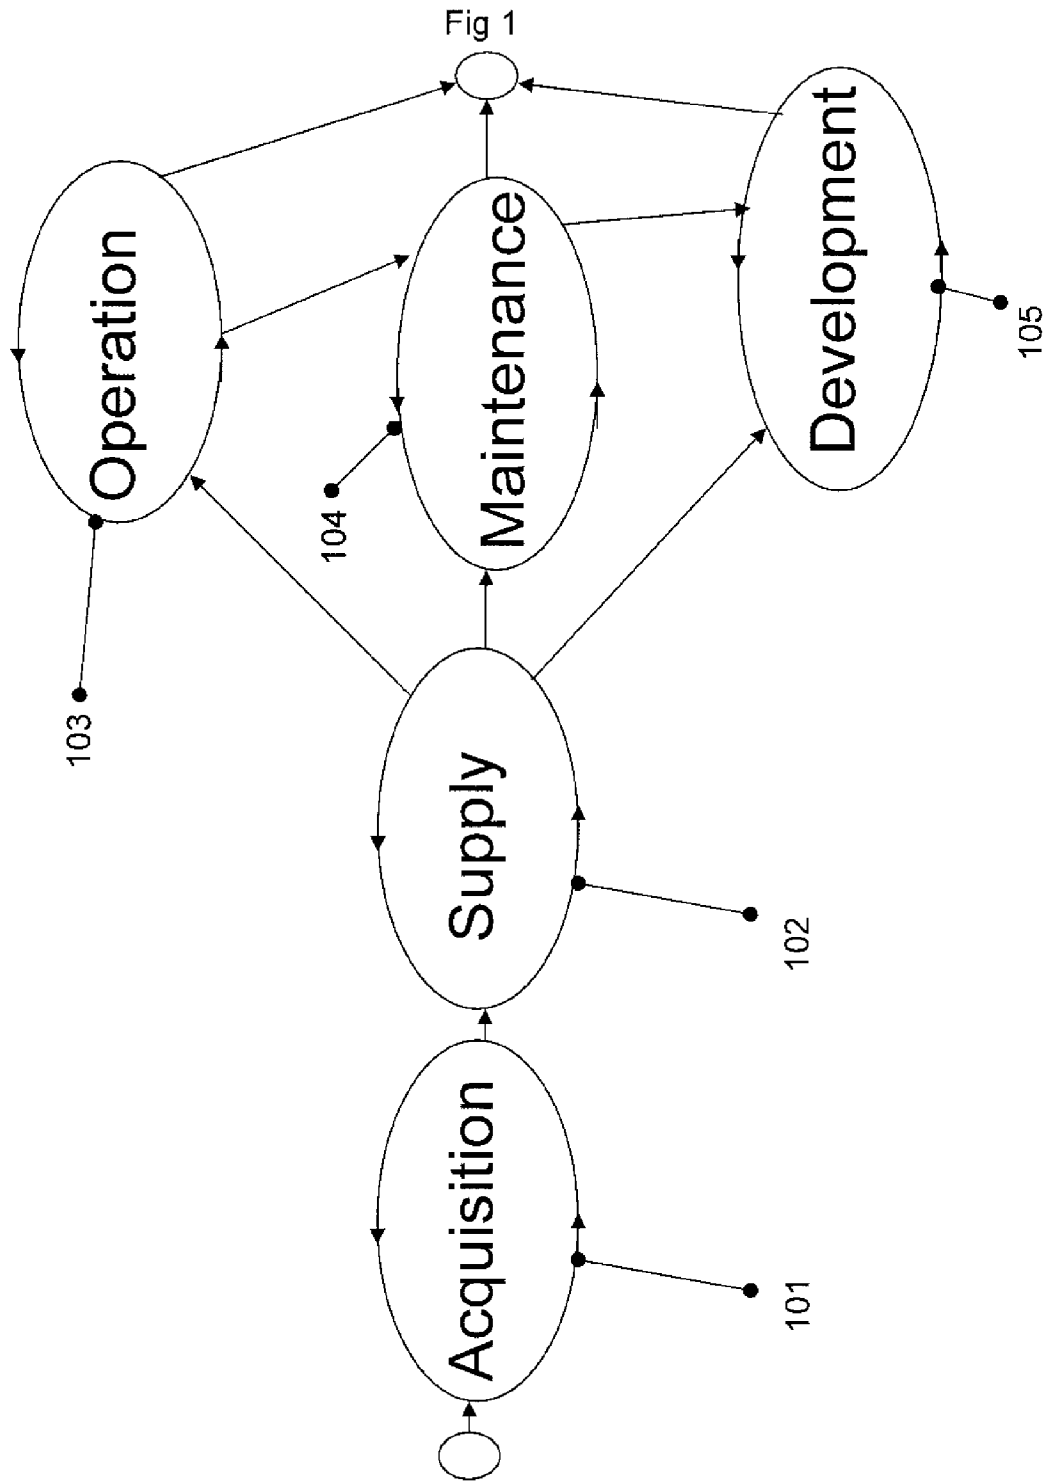 Fig 1
Operation
Maintenance
Development
103
104
105
Supply
102
Acquisition
101